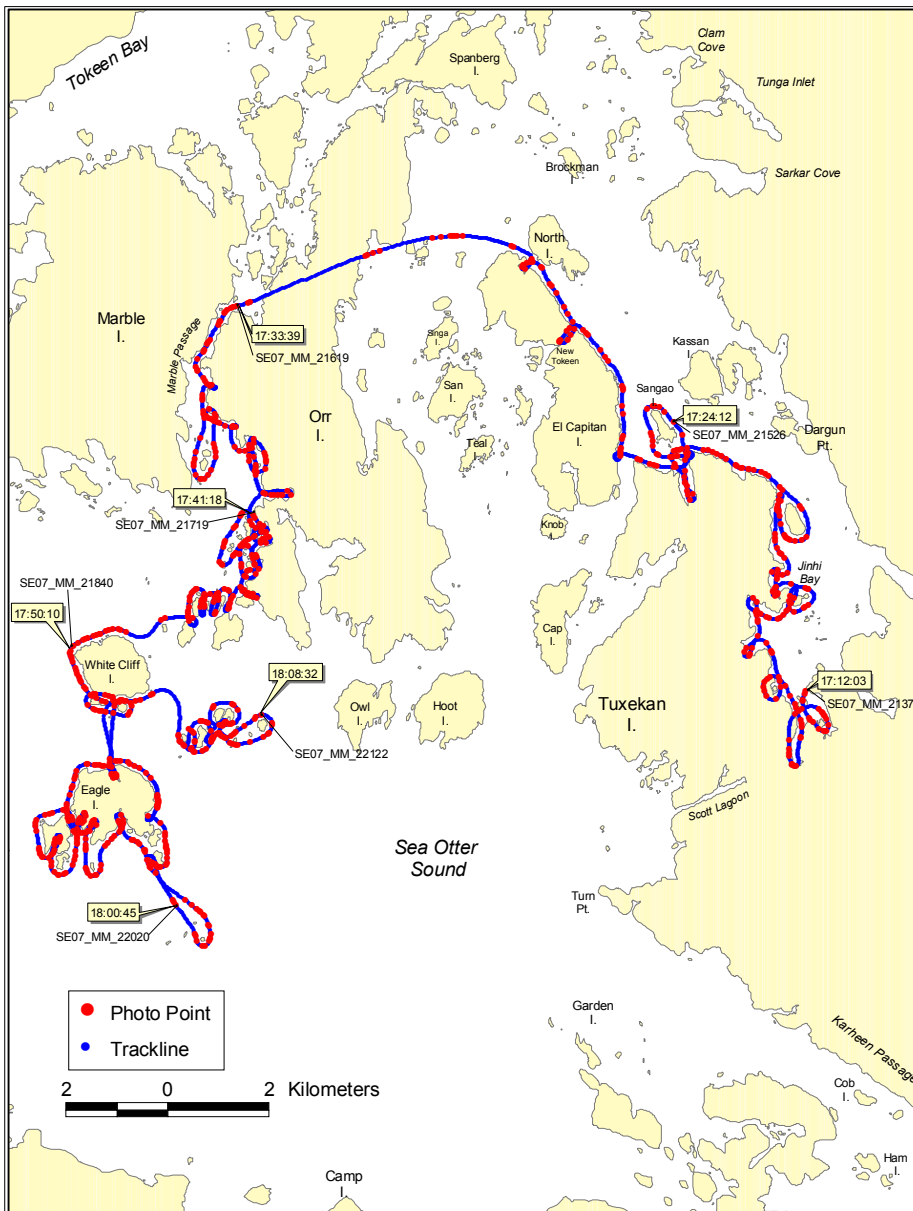 Tokeen Bay
Spanberg
I.
Clam
Cove
Tunga Inlet
Brockman
I
Sarkar Cove
North
I.
Marble
I.
Marble Passage
17:33:39
SE07_MM_21619
Singa
I.
New
Tokeen
Kassan
I
San
I.
Sangao
I
17:24:12
SE07_MM_21526
Orr
I.
Teal
I.
El Capitan
I.
Dargun
Pt.
17:41:18
SE07_MM_21719
Knob
I.
SE07_MM_21840
17:50:10
Jinhi
Bay
White Cliff
I.
Cap
I.
18:08:32
SE07_MM_22122
Owl
I.
Hoot
I.
Tuxekan
I.
17:12:03
SE07_MM_2137
Eagle
I.
Scott Lagoon
Sea Otter
Sound
18:00:45
SE07_MM_22020
Turn
Pt.
Photo Point
Trackline
2 0 2 Kilometers
Garden
I.
Karheen Passage
Cob
I.
Ham
I.
Camp
I.